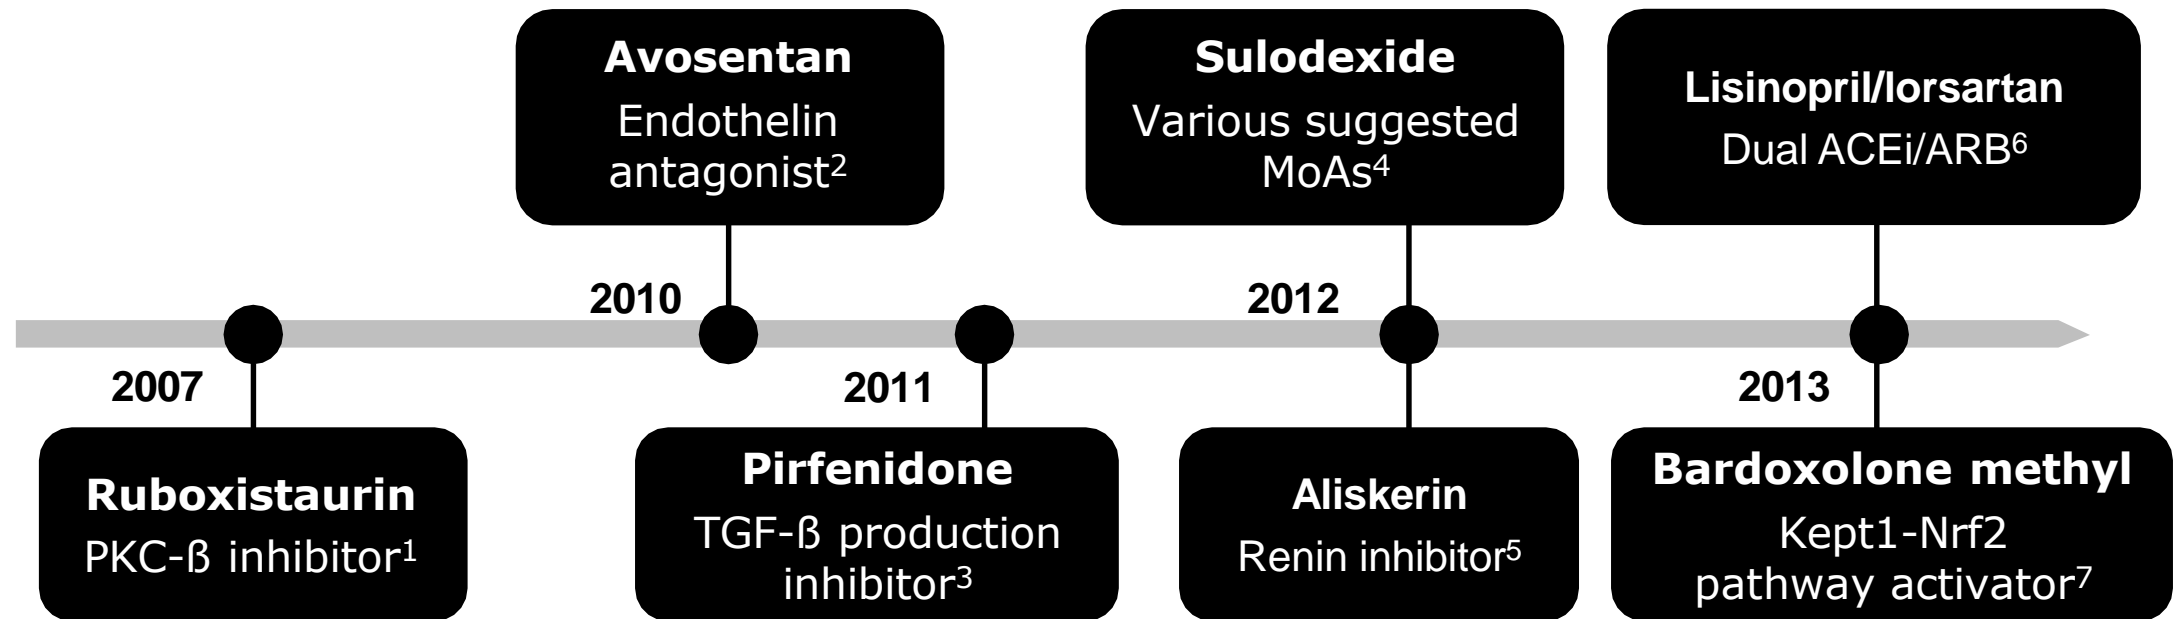 Avosentan
Endothelin
antagonist²
Sulodexide
Various suggested
MoAs⁴
Lisinopril/lorsartan
Dual ACEi/ARB⁶
2010
2012
2007
2011
2013
Ruboxistaurin
PKC-ß inhibitor¹
Pirfenidone
TGF-ß production
inhibitor³
Aliskerin
Renin inhibitor⁵
Bardoxolone methyl
Kept1-Nrf2
pathway activator⁷